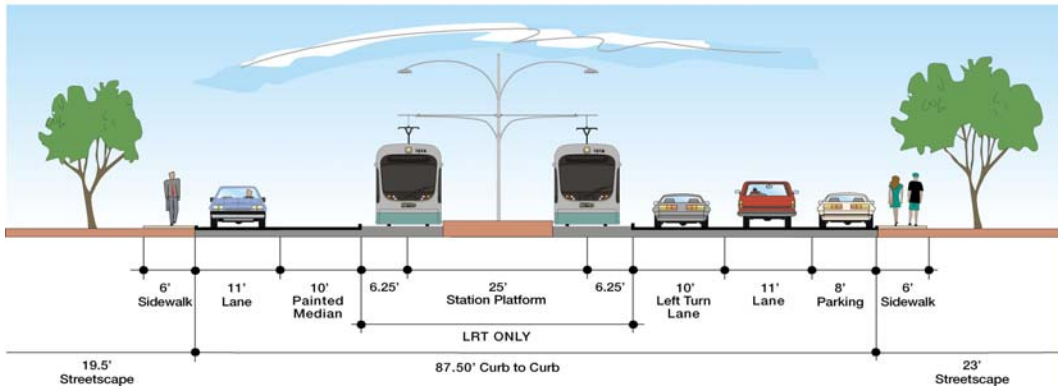 6'
Sidewalk
11'
Lane
10'
Painted
Median
6.25'
25'
Station Platform
6.25'
10'
Left Turn
Lane
11'
Lane
8'
Parking
6'
Sidewalk
LRT ONLY
19.5'
Streetscape
87.50' Curb to Curb
23'
Streetscape